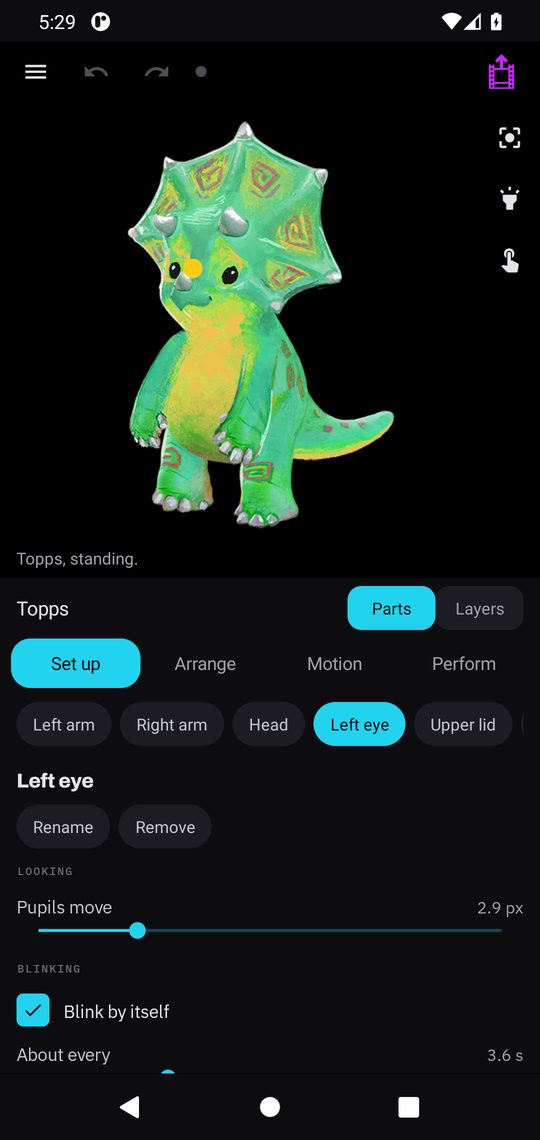 5:29
Topps, standing.
Topps
Parts
Layers
Set up
Arrange
Motion
Perform
Left arm
Right arm
Head
Left eye
Upper lid
Left eye
Rename
Remove
LOOKING
Pupils move
2.9 px
BLINKING
Blink by itself
About every
3.6 s